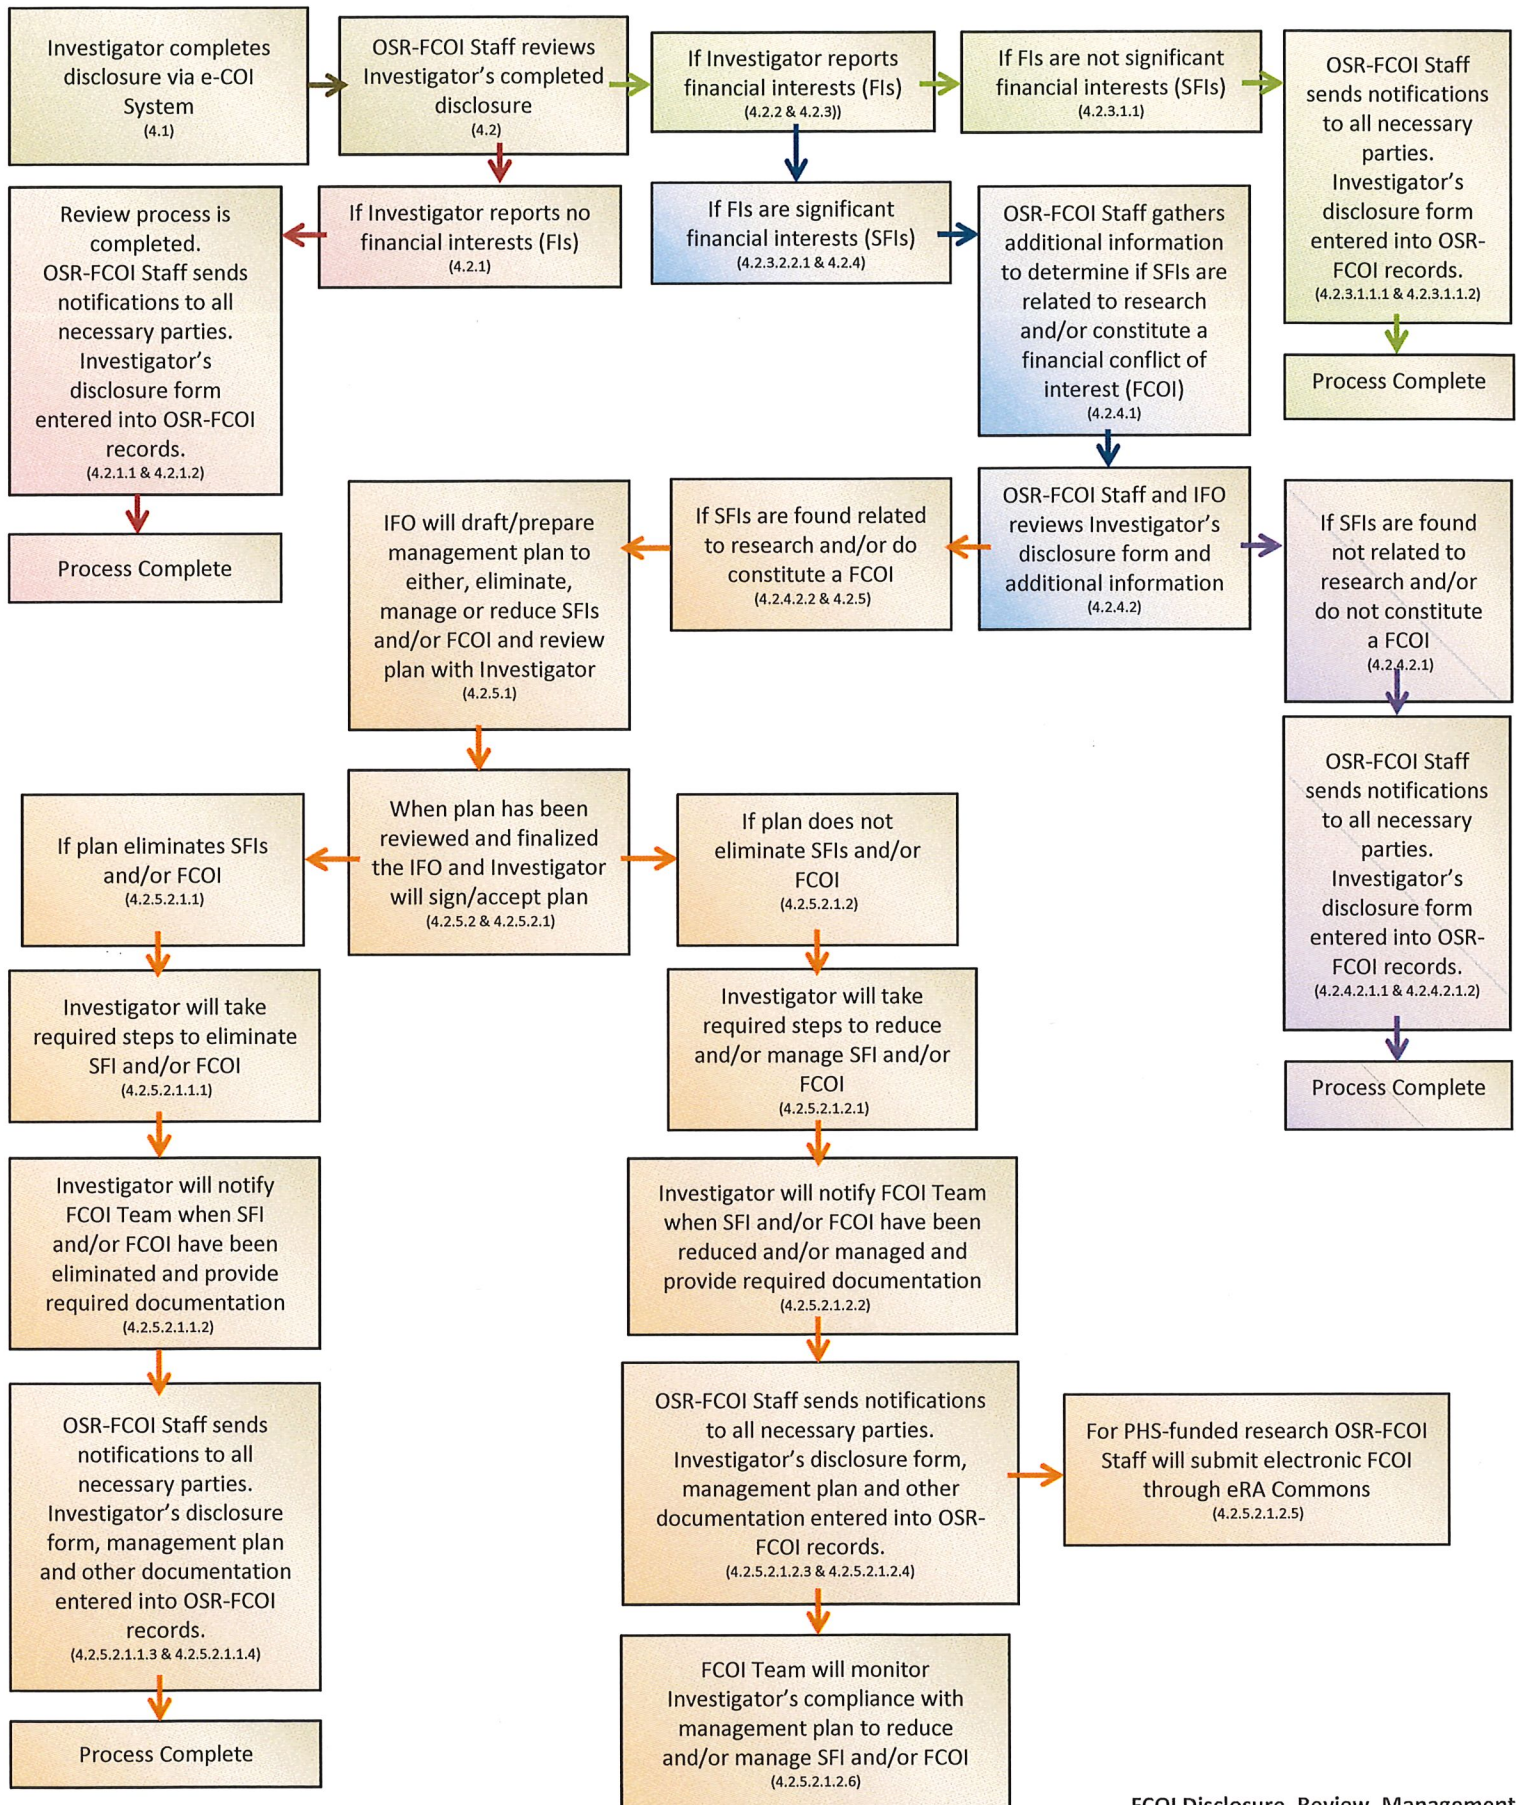 Investigator completes
disclosure via e-COI
System
(4.1)
OSR-FCOI Staff reviews
Investigator's completed
disclosure
(4.2)
If Investigator reports
financial interests (FIs)
(4.2.2 & 4.2.3))
If FIs are not significant
financial interests (SFIs)
(4.2.3.1.1)
OSR-FCOI Staff
sends notifications
to all necessary
parties.
Investigator's
disclosure form
entered into OSR-
FCOI records.
(4.2.3.1.1.1 & 4.2.3.1.1.2)
Process Complete
Review process is
completed.
OSR-FCOI Staff sends
notifications to all
necessary parties.
Investigator's
disclosure form
entered into OSR-FCOI
records.
(4.2.1.1 & 4.2.1.2)
Process Complete
If Investigator reports no
financial interests (FIs)
(4.2.1)
If FIs are significant
financial interests (SFIs)
(4.2.3.2.2.1 & 4.2.4)
OSR-FCOI Staff gathers
additional information
to determine if SFIs are
related to research
and/or constitute a
financial conflict of
interest (FCOI)
(4.2.4.1)
IFO will draft/prepare
management plan to
either, eliminate,
manage or reduce SFIs
and/or FCOI and review
plan with Investigator
(4.2.5.1)
If SFIs are found related
to research and/or do
constitute a FCOI
(4.2.4.2.2 & 4.2.5)
OSR-FCOI Staff and IFO
reviews Investigator's
disclosure form and
additional information
(4.2.4.2)
If SFIs are found
not related to
research and/or
do not constitute
a FCOI
(4.2.4.2.1)
OSR-FCOI Staff
sends notifications
to all necessary
parties.
Investigator's
disclosure form
entered into OSR-
FCOI records.
(4.2.4.2.1.1 & 4.2.4.2.1.2)
Process Complete
If plan eliminates SFIs
and/or FCOI
(4.2.5.2.1.1)
When plan has been
reviewed and finalized
the IFO and Investigator
will sign/accept plan
(4.2.5.2 & 4.2.5.2.1)
If plan does not
eliminate SFIs and/or
FCOI
(4.2.5.2.1.2)
Investigator will take
required steps to eliminate
SFI and/or FCOI
(4.2.5.2.1.1.1)
Investigator will take
required steps to reduce
and/or manage SFI and/or
FCOI
(4.2.5.2.1.2.1)
Investigator will notify
FCOI Team when SFI
and/or FCOI have been
eliminated and provide
required documentation
(4.2.5.2.1.1.2)
Investigator will notify FCOI Team
when SFI and/or FCOI have been
reduced and/or managed and
provide required documentation
(4.2.5.2.1.2.2)
OSR-FCOI Staff sends
notifications to all
necessary parties.
Investigator's disclosure
form, management plan
and other documentation
entered into OSR-FCOI
records.
(4.2.5.2.1.1.3 & 4.2.5.2.1.1.4)
Process Complete
OSR-FCOI Staff sends notifications
to all necessary parties.
Investigator's disclosure form,
management plan and other
documentation entered into OSR-
FCOI records.
(4.2.5.2.1.2.3 & 4.2.5.2.1.2.4)
For PHS-funded research OSR-FCOI
Staff will submit electronic FCOI
through eRA Commons
(4.2.5.2.1.2.5)
FCOI Team will monitor
Investigator's compliance with
management plan to reduce
and/or manage SFI and/or FCOI
(4.2.5.2.1.2.6)
FCOI Disclosure, Review, Management